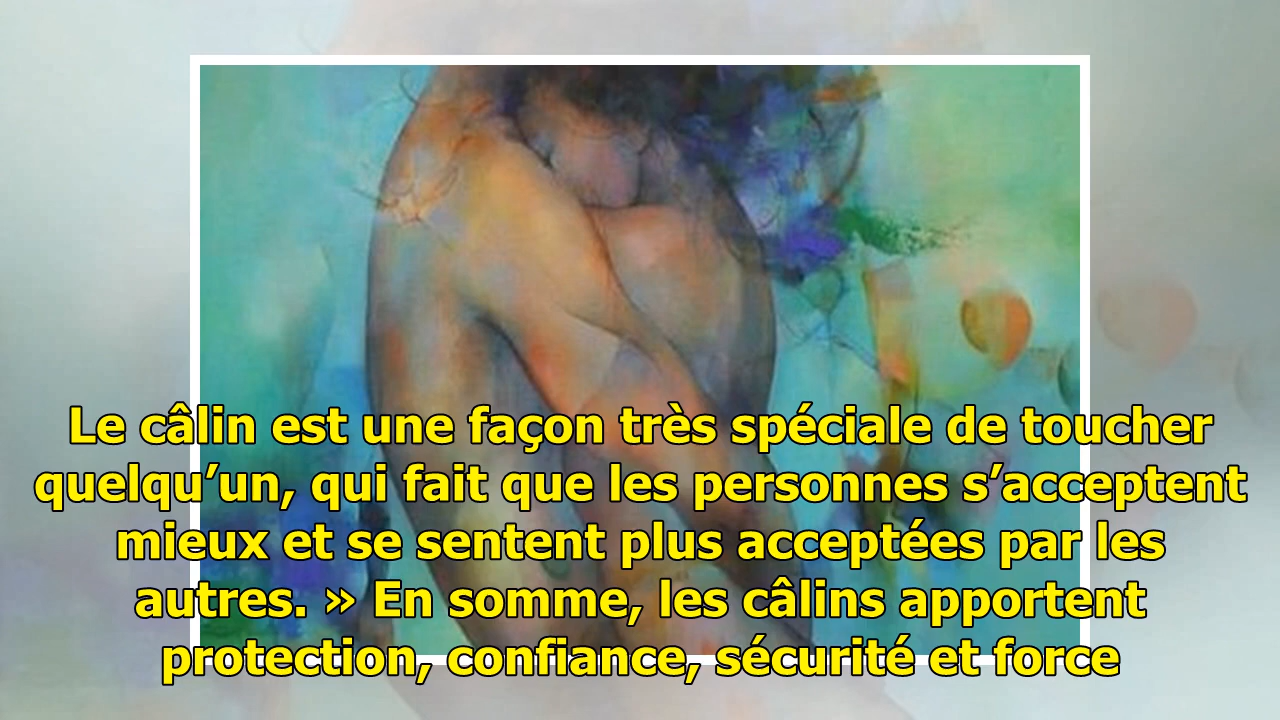 Le câlin est une façon très spéciale de toucher
quelqu’un, qui fait que les personnes s’acceptent
mieux et se sentent plus acceptées par les
autres. » En somme, les câlins apportent
protection, confiance, sécurité et force